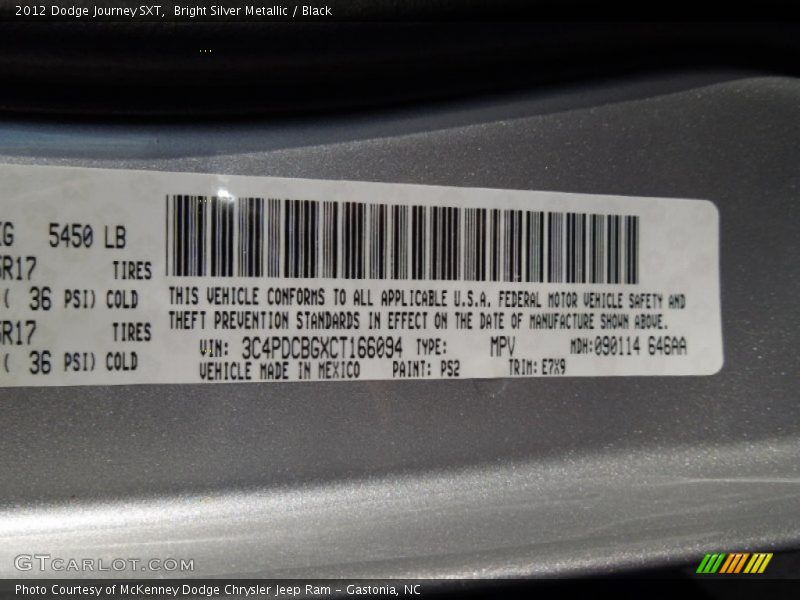 2012 Dodge Journey SXT,  Bright Silver Metallic / Black
5450 LB
R17 TIRES
( 36 PSI) COLD
R17 TIRES
( 36 PSI) COLD
THIS VEHICLE CONFORMS TO ALL APPLICABLE U.S.A. FEDERAL MOTOR VEHICLE SAFETY AND
THEFT PREVENTION STANDARDS IN EFFECT ON THE DATE OF MANUFACTURE SHOWN ABOVE.
VIN: 3C4PDCBGXCT166094 TYPE: MPV MDH:090114 646AA
VEHICLE MADE IN MEXICO PAINT: PS2 TRIM: E7X9
GTCARLOT.COM
Photo Courtesy of McKenney Dodge Chrysler Jeep Ram - Gastonia, NC